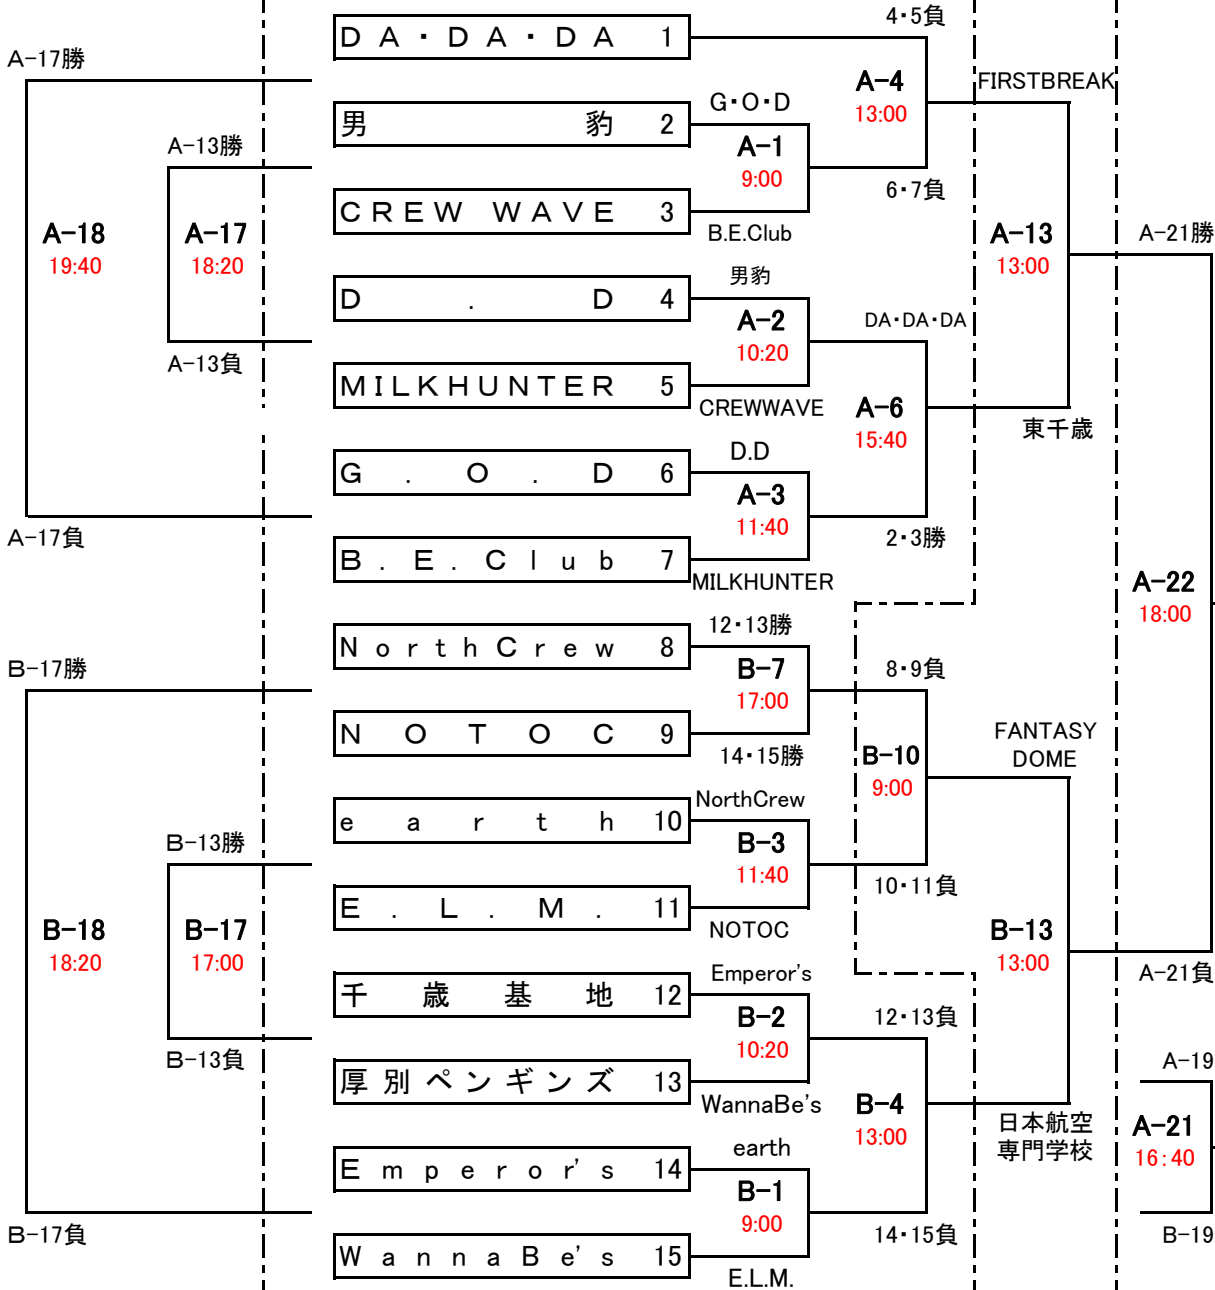 4・5負
DA・DA・DA 1
A-17勝
A-4
FIRSTBREAK
G・O・D
13:00
男豹 2
A-13勝
A-1
9:00
6・7負
CREW WAVE 3
A-18
A-17
B.E.Club
A-13
A-21勝
19:40
18:20
13:00
男豹
D.D 4
A-2
DA・DA・DA
10:20
A-13負
MILKHUNTER 5
CREWWAVE
A-6
15:40
東千歳
D.D
G.O.D 6
A-3
11:40
A-17負
2・3勝
B.E.Club 7
MILKHUNTER
A-22
18:00
12・13勝
NorthCrew 8
B-17勝
B-7
8・9負
17:00
NOTOC 9
FANTASY
DOME
14・15勝
B-10
9:00
NorthCrew
earth 10
B-13勝
B-3
11:40
10・11負
E.L.M. 11
B-18
B-17
NOTOC
B-13
18:20
17:00
13:00
Emperor's
A-21負
千歳基地 12
B-2
12・13負
10:20
B-13負
A-19
厚別ペンギンズ 13
WannaBe's
B-4
日本航空
専門学校
A-21
13:00
16:40
earth
Emperor's 14
B-1
9:00
B-17負
14・15負
B-19
WannaBe's 15
E.L.M.